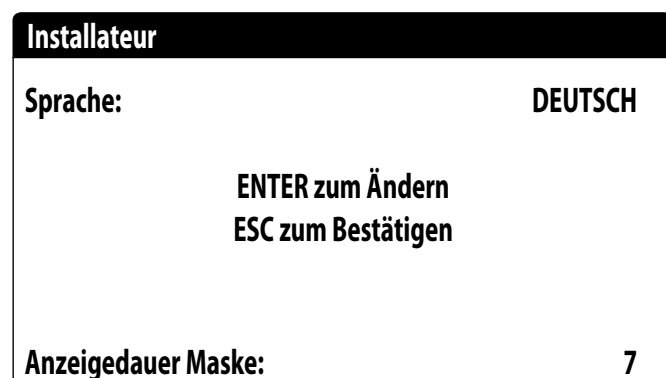 Installateur
Sprache: DEUTSCH
ENTER zum Ändern
ESC zum Bestätigen
Anzeigedauer Maske: 7